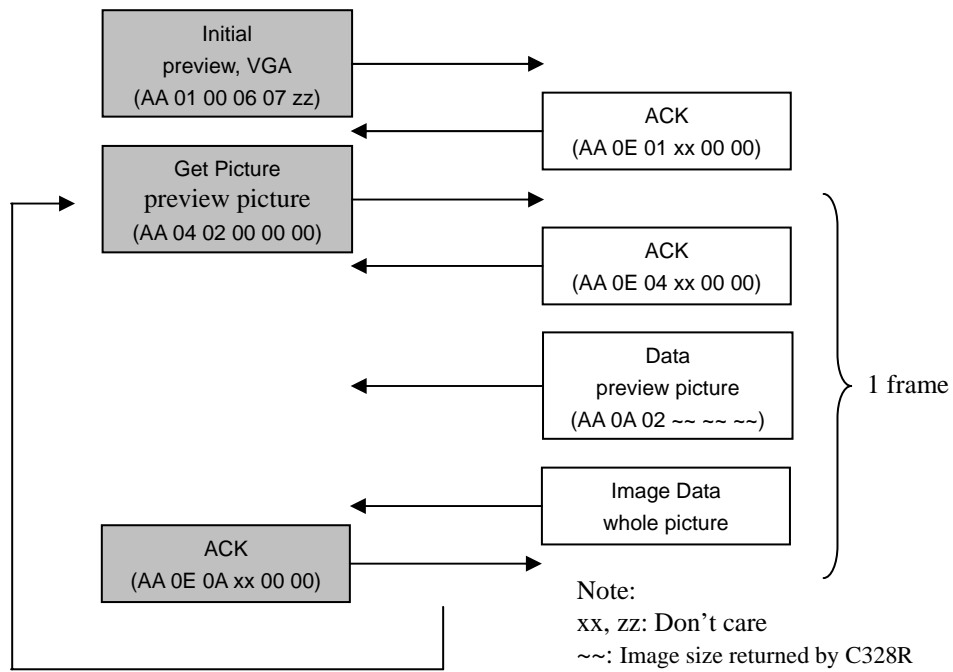 Initial
preview, VGA
(AA 01 00 06 07 zz)
ACK
(AA 0E 01 xx 00 00)
Get Picture
preview picture
(AA 04 02 00 00 00)
ACK
(AA 0E 04 xx 00 00)
Data
preview picture
(AA 0A 02 ~~ ~~ ~~)
1 frame
Image Data
whole picture
ACK
(AA 0E 0A xx 00 00)
Note:
xx, zz: Don’t care
~~: Image size returned by C328R